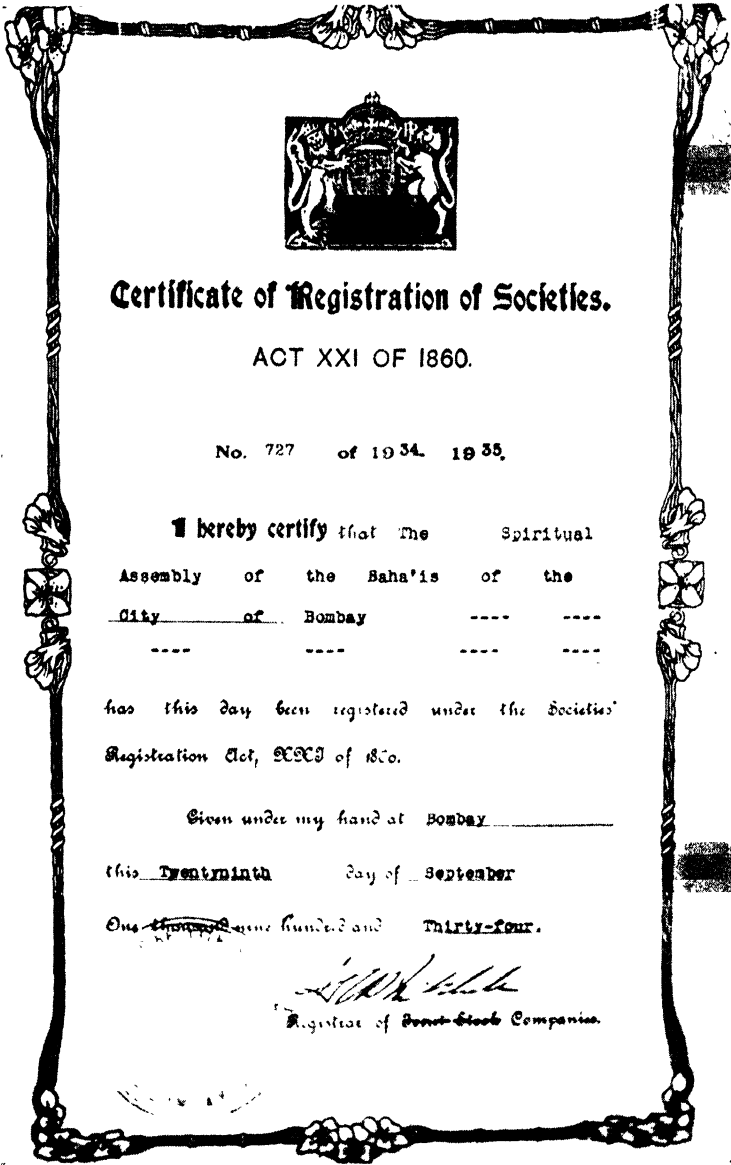 Certificate of Registration of Societies.
ACT XXI OF 1860.
No. 727 of 1934- 1935.
I hereby certify that The Spiritual
Assembly of the Baha'is of the
City of Bombay ---- ----
---- ---- ---- ----
has this day been registered under the Societies'
Registration Act, XXI of 1860.
Given under my hand at Bombay
this Twentyninth day of September
One thousand nine hundred and Thirty-four.
Registrar of Joint Stock Companies.